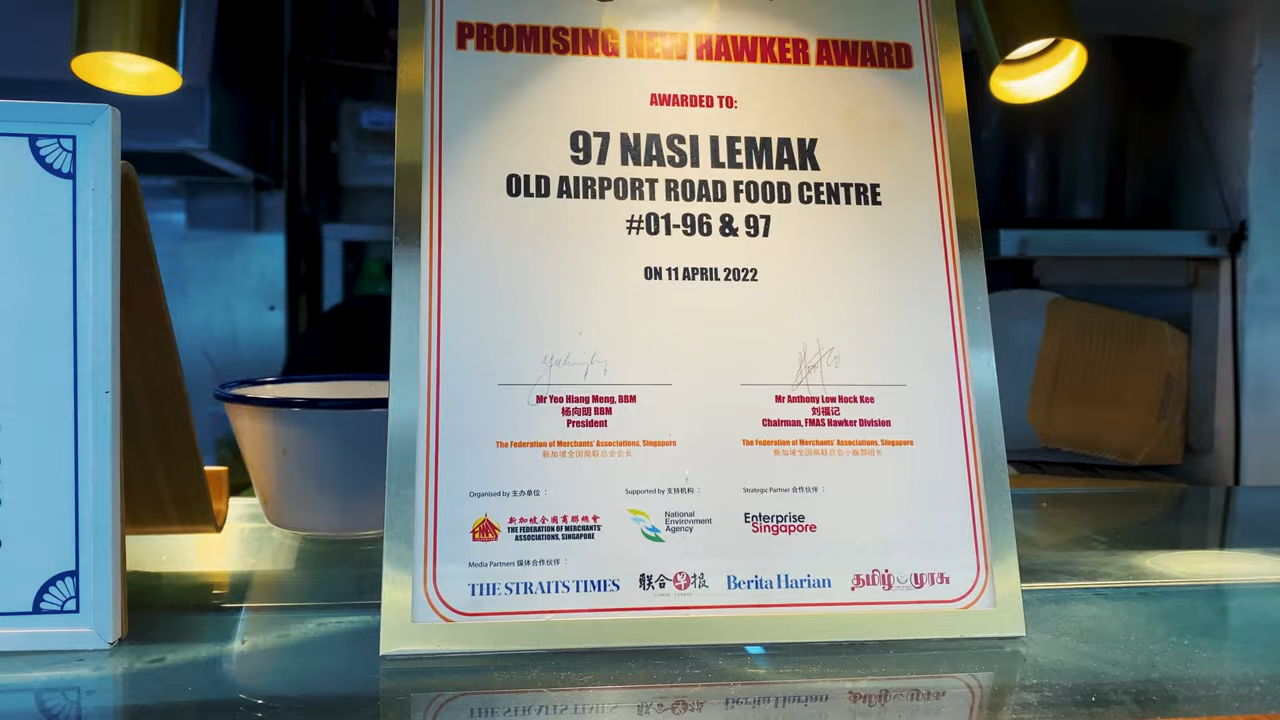 PROMISING NEW HAWKER AWARD
AWARDED TO:
97 NASI LEMAK
OLD AIRPORT ROAD FOOD CENTRE
#01-96 & 97
ON 11 APRIL 2022
Mr Yeo Hiang Meng, BBM
杨向明 BBM
President
The Federation of Merchants' Associations, Singapore
新加坡全国商联总会会长
Mr Anthony Low Hock Kee
刘福记
Chairman, FMAS Hawker Division
The Federation of Merchants' Associations, Singapore
新加坡全国商联总会小贩部组长
Organised by 主办单位 :
新加坡全国商聯總會
THE FEDERATION OF MERCHANTS'
ASSOCIATIONS, SINGAPORE
Supported by 支持机构 :
National
Environment
Agency
Strategic Partner 合作伙伴 :
Enterprise
Singapore
Media Partners 媒体合作伙伴 :
THE STRAITS TIMES
联合早报
Berita Harian
தமிழ் முரசு